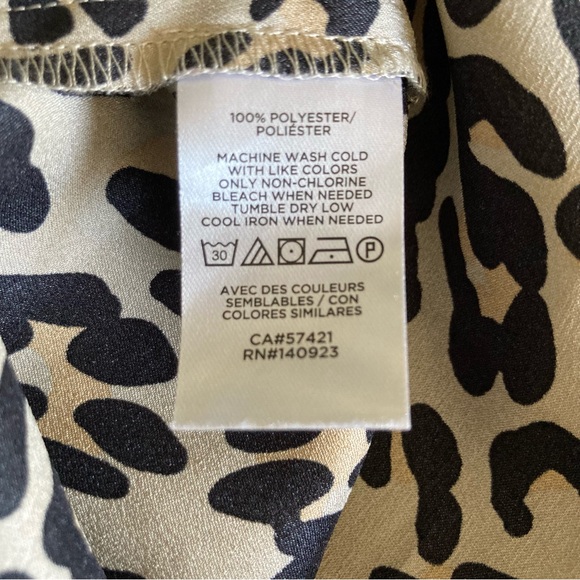 100% POLYESTER/
POLIÉSTER
MACHINE WASH COLD
WITH LIKE COLORS
ONLY NON-CHLORINE
BLEACH WHEN NEEDED
TUMBLE DRY LOW
COOL IRON WHEN NEEDED
30 P
AVEC DES COULEURS
SEMBLABLES / CON
COLORES SIMILARES
CA#57421
RN#140923